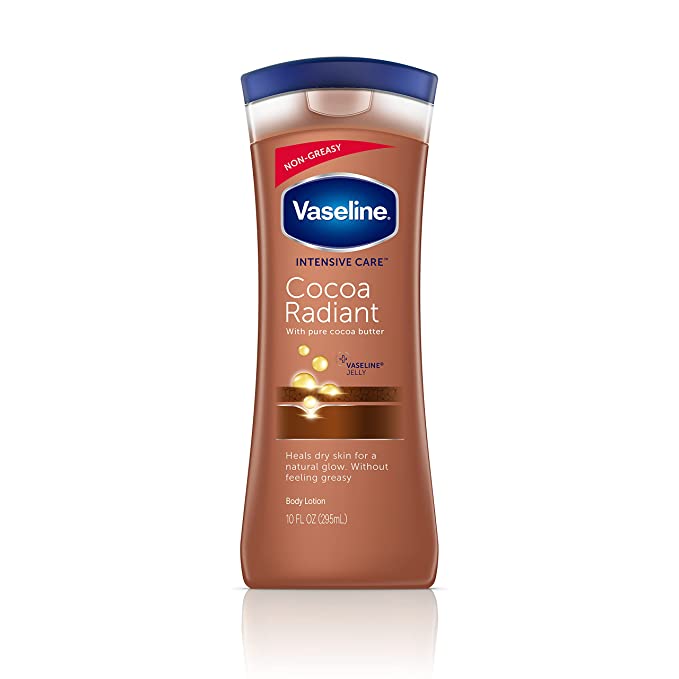 NON-GREASY
Vaseline®
INTENSIVE CARE™
Cocoa
Radiant
With pure cocoa butter
VASELINE®
JELLY
Heals dry skin for a
natural glow. Without
feeling greasy
Body Lotion
10 FL OZ (295mL)